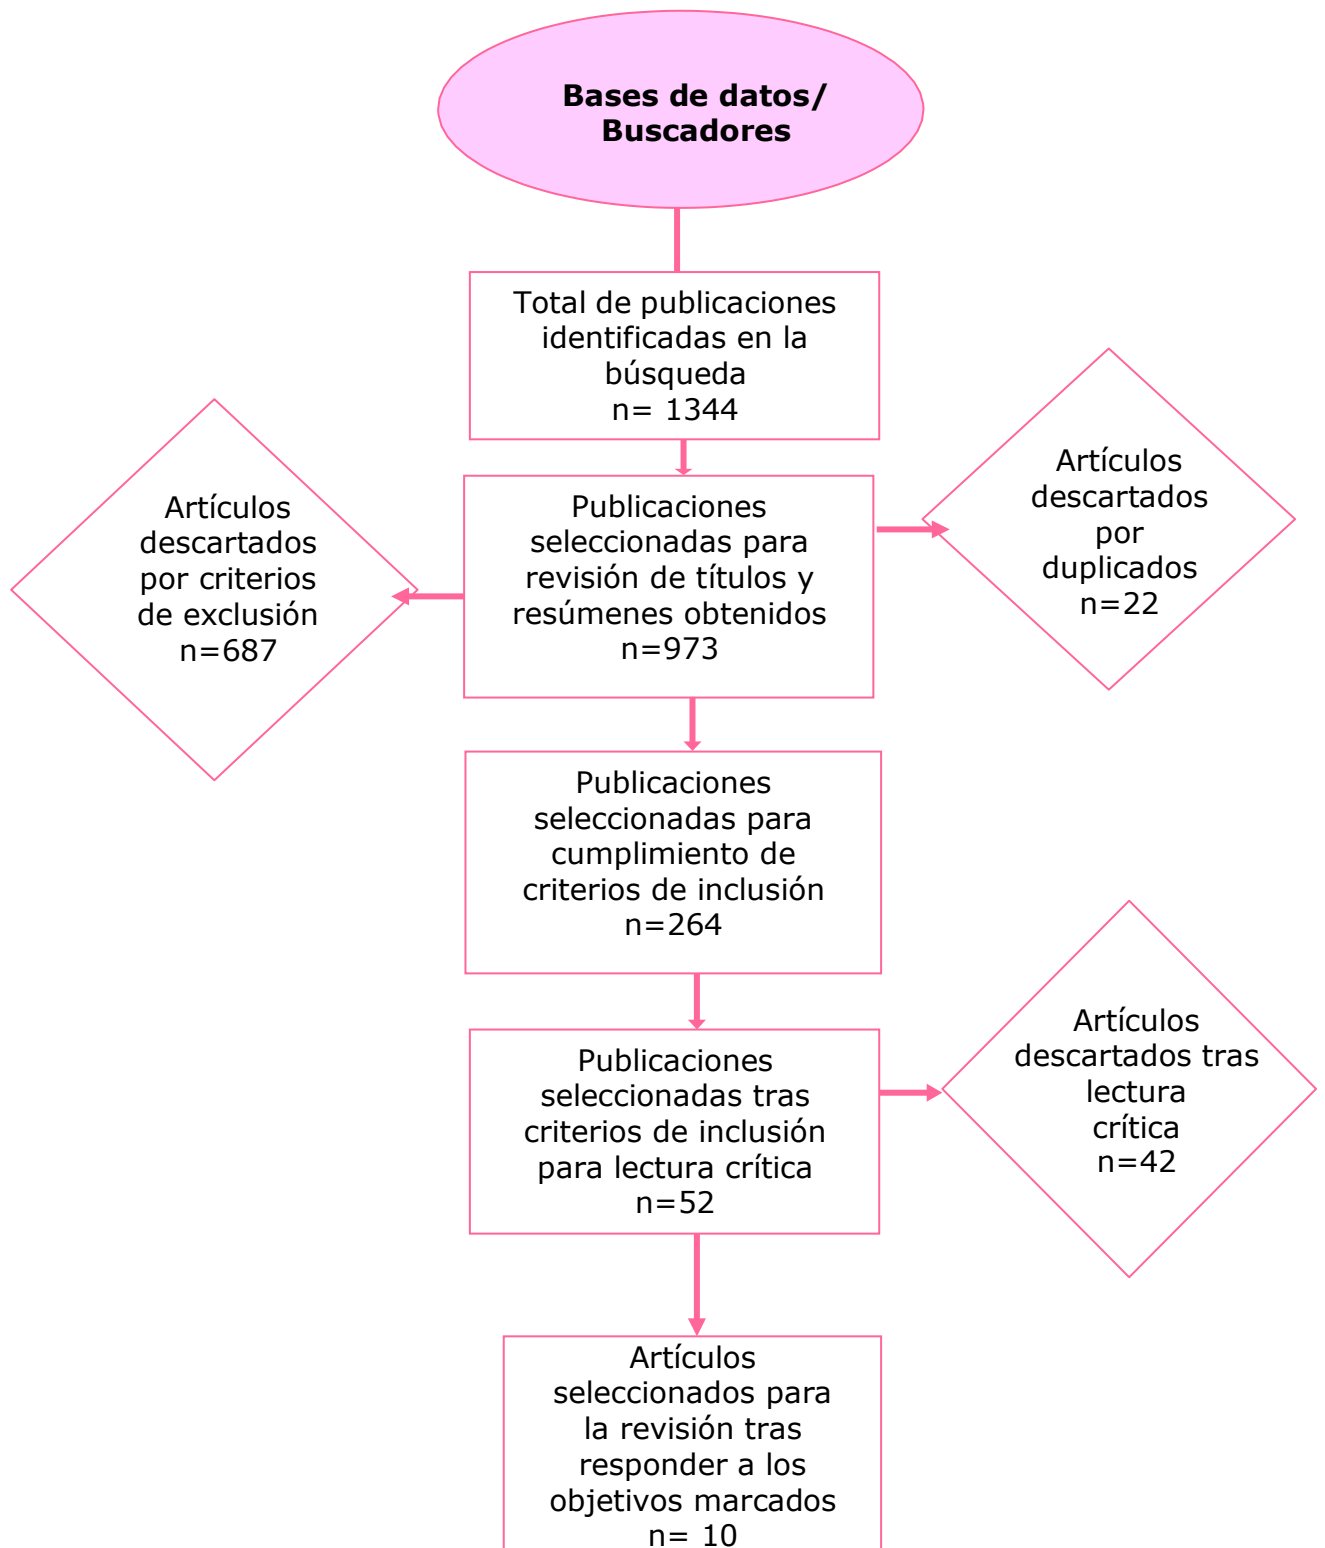 Bases de datos/
Buscadores
Total de publicaciones
identificadas en la
búsqueda
n= 1344
Artículos
descartados
por
duplicados
n=22
Publicaciones
seleccionadas para
revisión de títulos y
resúmenes obtenidos
n=973
Artículos
descartados
por criterios
de exclusión
n=687
Publicaciones
seleccionadas para
cumplimiento de
criterios de inclusión
n=264
Publicaciones
seleccionadas tras
criterios de inclusión
para lectura crítica
n=52
Artículos
descartados tras
lectura
crítica
n=42
Artículos
seleccionados para
la revisión tras
responder a los
objetivos marcados
n= 10